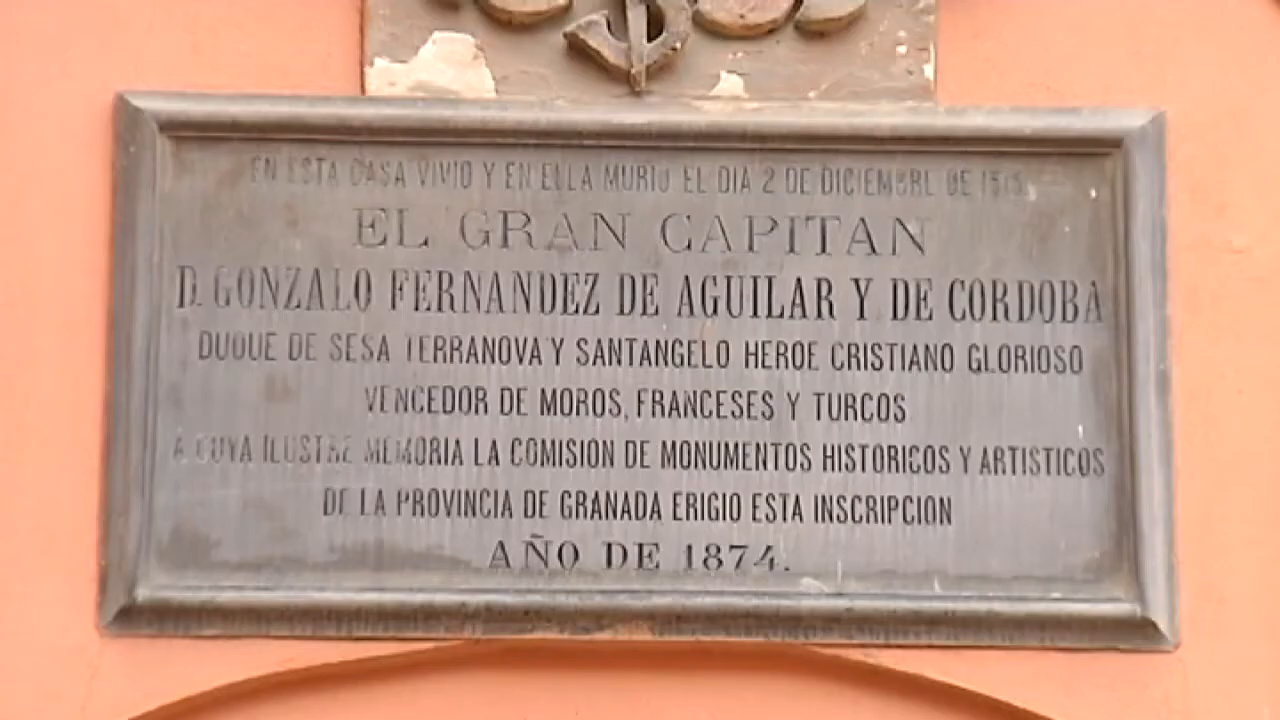 EN ESTA CASA VIVIO Y EN ELLA MURIO EL DIA 2 DE DICIEMBRE DE 1515.
EL GRAN CAPITAN
D. GONZALO FERNANDEZ DE AGUILAR Y DE CORDOBA
DUQUE DE SESA TERRANOVA Y SANTANGELO HEROE CRISTIANO GLORIOSO
VENCEDOR DE MOROS, FRANCESES Y TURCOS
A CUYA ILUSTRE MEMORIA LA COMISION DE MONUMENTOS HISTORICOS Y ARTISTICOS
DE LA PROVINCIA DE GRANADA ERIGIO ESTA INSCRIPCION
AÑO DE 1874.